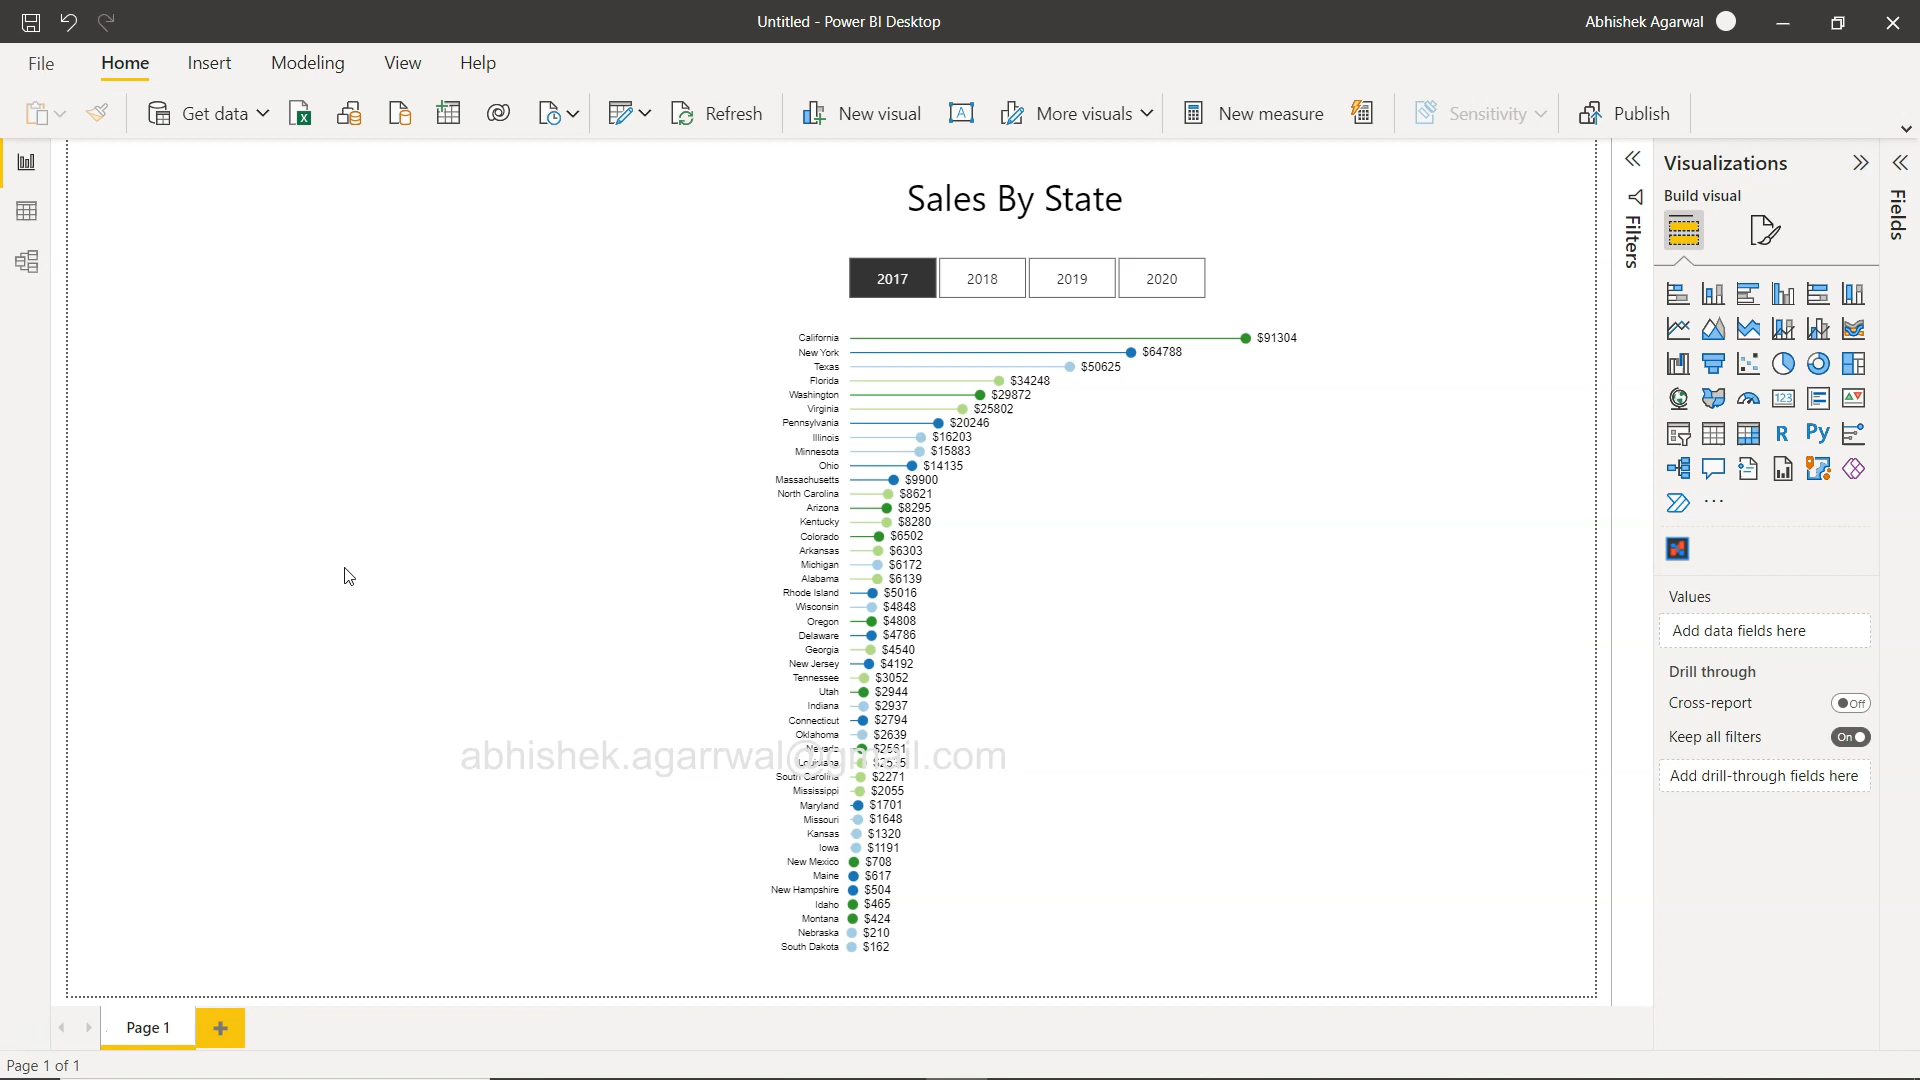 Untitled - Power BI Desktop
Abhishek Agarwal
File Home Insert Modeling View Help
Get data Refresh New visual More visuals New measure Sensitivity Publish
Sales By State
2017 2018 2019 2020
California $91304
New York $64788
Texas $50625
Florida $34248
Washington $29872
Virginia $25802
Pennsylvania $20246
Illinois $16203
Minnesota $15883
Ohio $14135
Massachusetts $9900
North Carolina $8621
Arizona $8295
Kentucky $8280
Colorado $6502
Arkansas $6303
Michigan $6172
Alabama $6139
Rhode Island $5016
Wisconsin $4848
Oregon $4808
Delaware $4786
Georgia $4540
New Jersey $4192
Tennessee $3052
Utah $2944
Indiana $2937
Connecticut $2794
Oklahoma $2639
Nevada $2561
abhishek.agarrwal@gmail.com
Louisiana
South Carolina $2271
Mississippi $2055
Maryland $1701
Missouri $1648
Kansas $1320
Iowa $1191
New Mexico $708
Maine $617
New Hampshire $504
Idaho $465
Montana $424
Nebraska $210
South Dakota $162
Filters
Visualizations
Build visual
123
R Py
Values
Add data fields here
Drill through
Cross-report Off
Keep all filters On
Add drill-through fields here
Fields
Page 1
Page 1 of 1